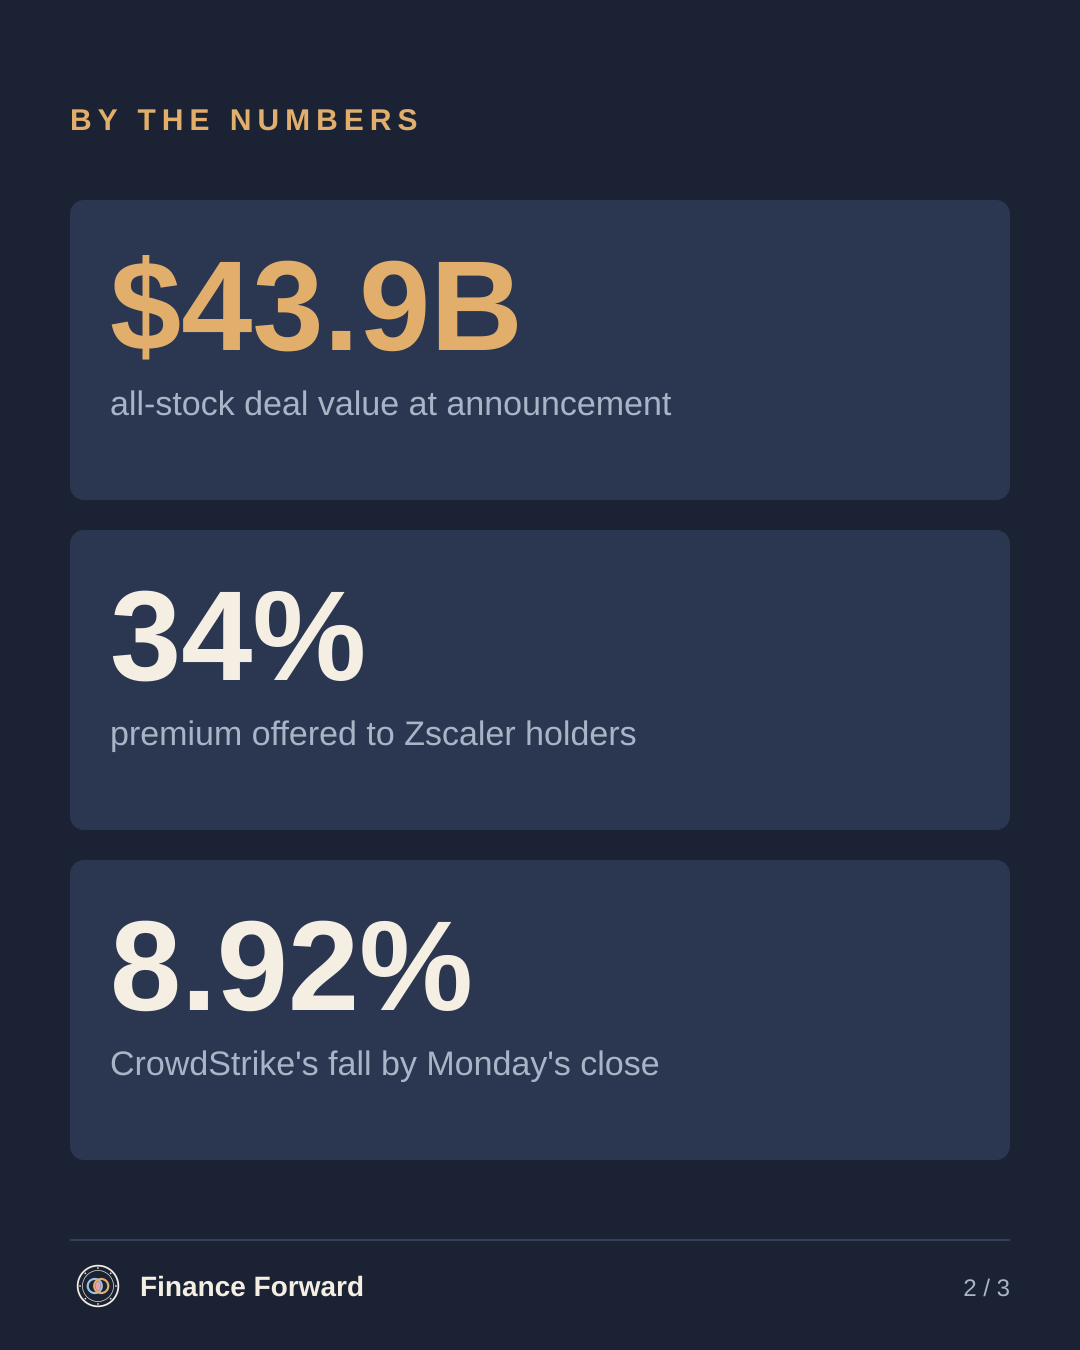 BY THE NUMBERS
$43.9B
all-stock deal value at announcement
34%
premium offered to Zscaler holders
8.92%
CrowdStrike's fall by Monday's close
Finance Forward
2 / 3